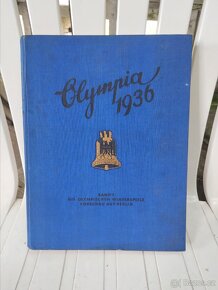 Olympia
1936
BAND I
DIE OLYMPISCHEN WINTERSPIELE
VORSCHAU AUF BERLIN